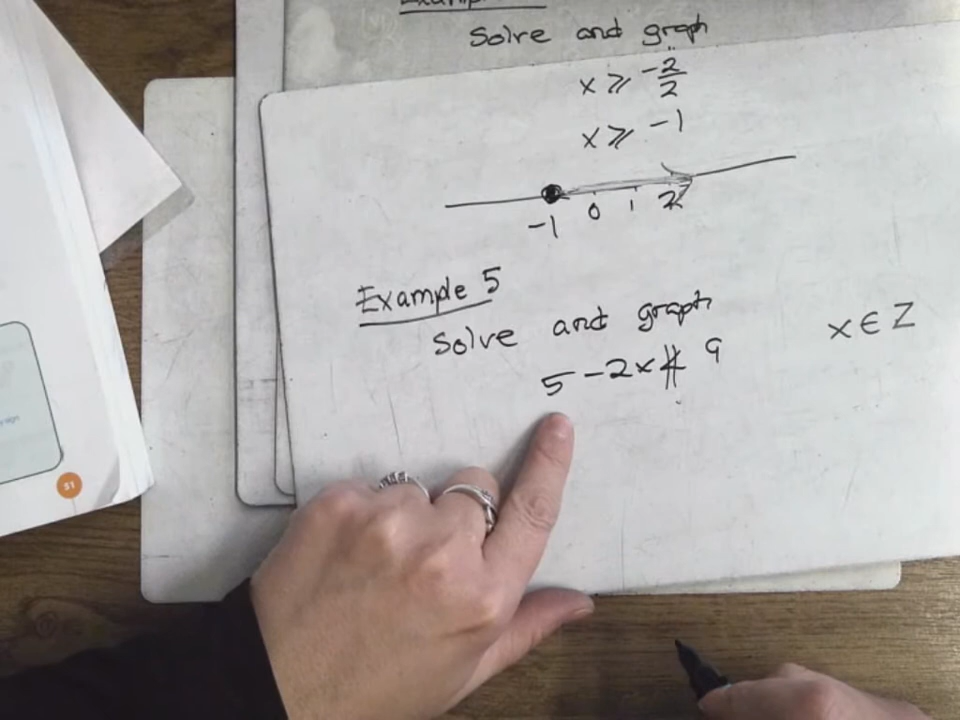 Example
Solve and graph
x ⩾ -2/2
x ⩾ -1
-1 0 1 2
Example 5
Solve and graph
5 - 2x ≮ 9 x ∈ Z
51